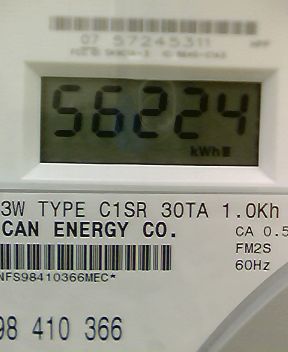 07 57245311
56224
kWh
3W TYPE C1SR 30TA 1.0Kh
CAN ENERGY CO.
CA 0.5
FM2S
60Hz
NFS98410366MEC*
98 410 366